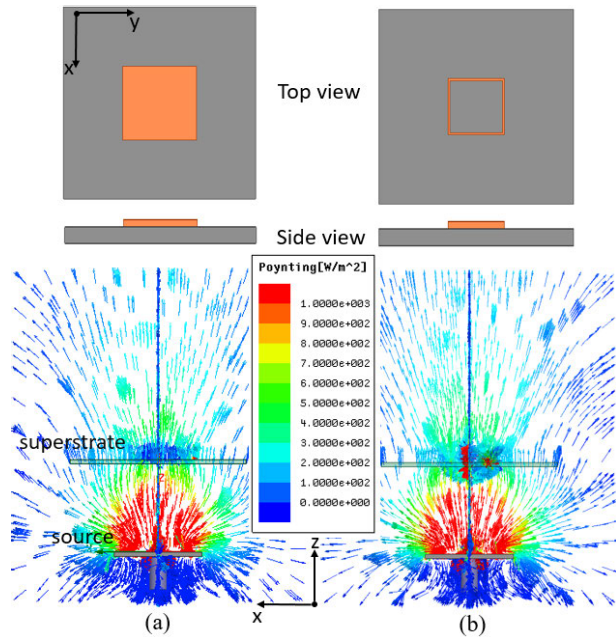 y
x
Top view
Side view
Poynting[W/m^2]
1.0000e+003
9.0000e+002
8.0000e+002
7.0000e+002
6.0000e+002
5.0000e+002
4.0000e+002
3.0000e+002
2.0000e+002
1.0000e+002
0.0000e+000
superstrate
z
source
z
x
(a)
(b)